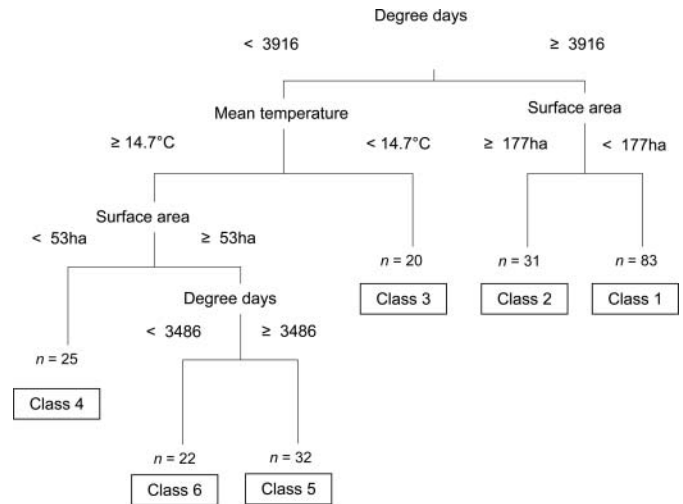 Degree days
< 3916 ≥ 3916
Mean temperature Surface area
≥ 14.7°C < 14.7°C ≥ 177ha < 177ha
Surface area
< 53ha ≥ 53ha
n = 20 n = 31 n = 83
Class 3 Class 2 Class 1
Degree days
< 3486 ≥ 3486
n = 25
Class 4
n = 22 n = 32
Class 6 Class 5